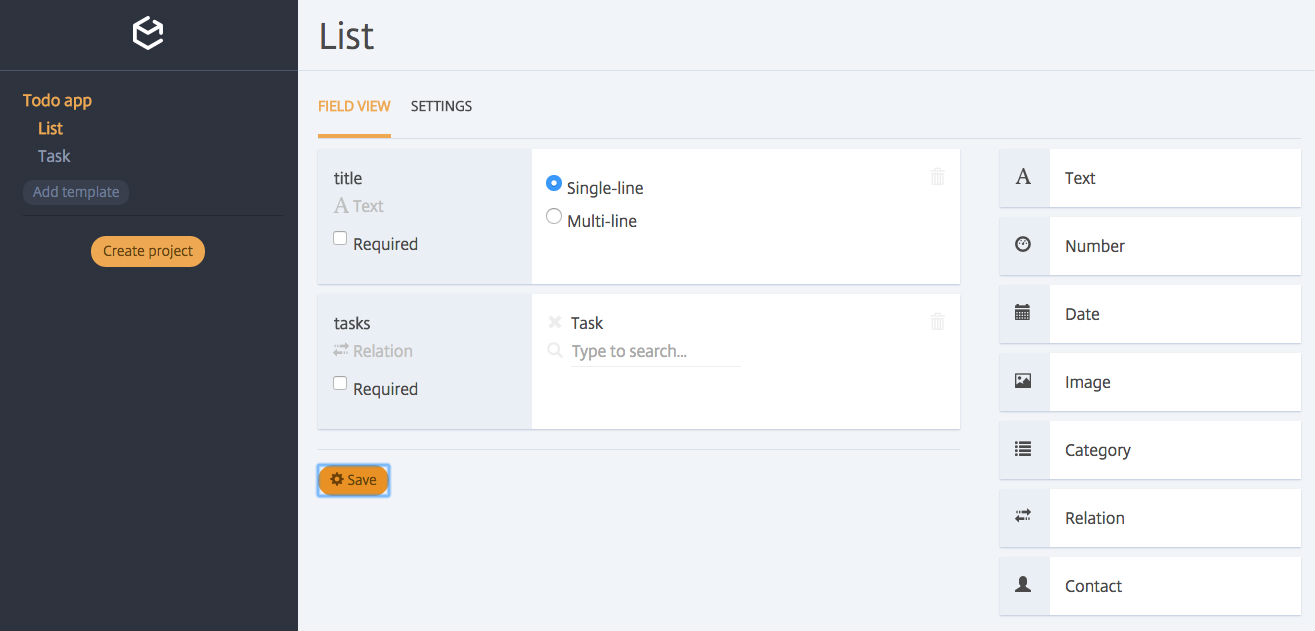 List
Todo app
List
Task
Add template
Create project
FIELD VIEW SETTINGS
title
Text
Required
Single-line
Multi-line
tasks
Relation
Required
Task
Type to search...
Save
Text
Number
Date
Image
Category
Relation
Contact